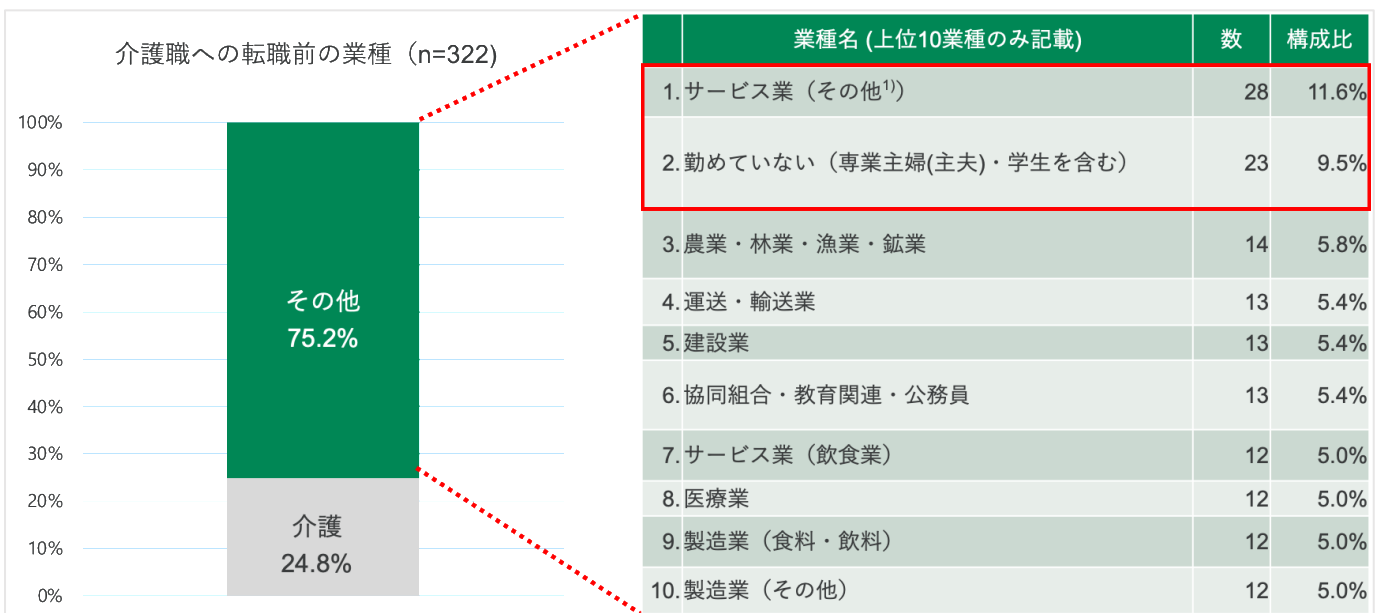 介護職への転職前の業種（n=322)
100%
90%
80%
70%
60%
50%
40%
30%
20%
10%
0%
その他
75.2%
介護
24.8%
業種名 (上位10業種のみ記載) 数 構成比
1. サービス業（その他1)） 28 11.6%
2. 勤めていない（専業主婦(主夫)・学生を含む） 23 9.5%
3. 農業・林業・漁業・鉱業 14 5.8%
4. 運送・輸送業 13 5.4%
5. 建設業 13 5.4%
6. 協同組合・教育関連・公務員 13 5.4%
7. サービス業（飲食業） 12 5.0%
8. 医療業 12 5.0%
9. 製造業（食料・飲料） 12 5.0%
10. 製造業（その他） 12 5.0%